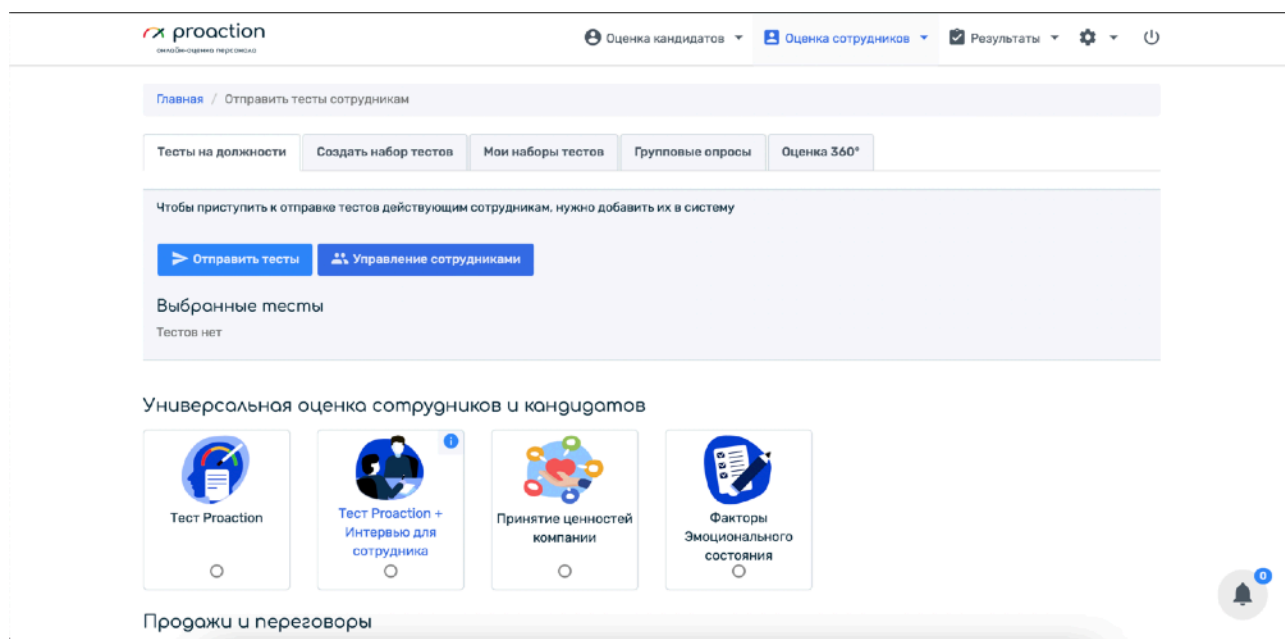 proaction
онлайн-оценка персонала
Оценка кандидатов
Оценка сотрудников
Результаты
Главная / Отправить тесты сотрудникам
Тесты на должности
Создать набор тестов
Мои наборы тестов
Групповые опросы
Оценка 360°
Чтобы приступить к отправке тестов действующим сотрудникам, нужно добавить их в систему
Отправить тесты
Управление сотрудниками
Выбранные тесты
Тестов нет
Универсальная оценка сотрудников и кандидатов
Тест Proaction
Тест Proaction +
Интервью для
сотрудника
Принятие ценностей
компании
Факторы
Эмоционального
состояния
0
Продажи и переговоры